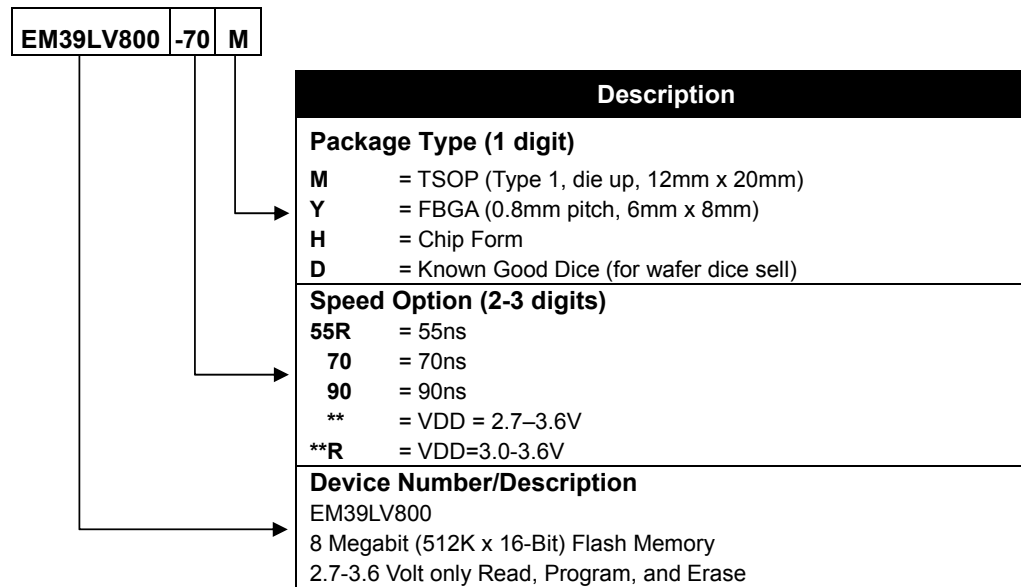 EM39LV800 -70 M
Description
Package Type (1 digit)
M = TSOP (Type 1, die up, 12mm x 20mm)
Y = FBGA (0.8mm pitch, 6mm x 8mm)
H = Chip Form
D = Known Good Dice (for wafer dice sell)
Speed Option (2-3 digits)
55R = 55ns
70 = 70ns
90 = 90ns
** = VDD = 2.7–3.6V
**R = VDD=3.0-3.6V
Device Number/Description
EM39LV800
8 Megabit (512K x 16-Bit) Flash Memory
2.7-3.6 Volt only Read, Program, and Erase